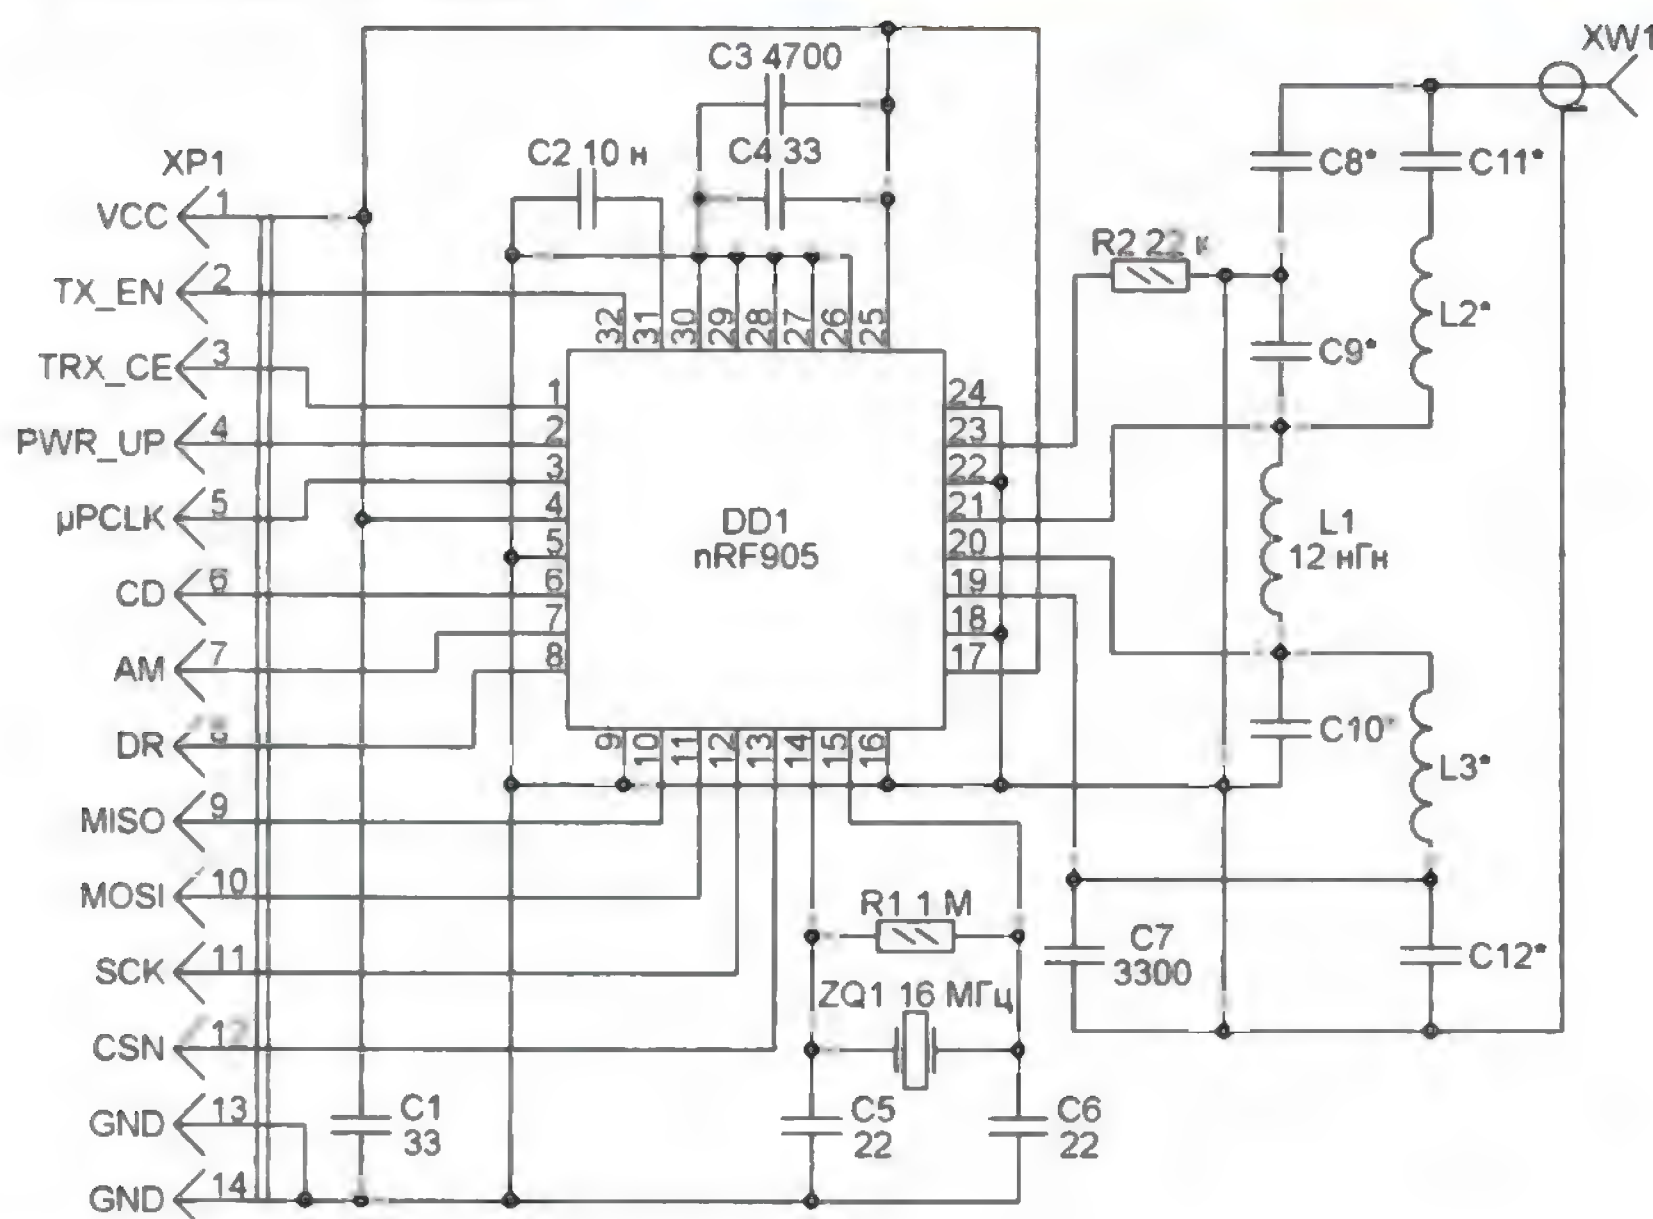 XW1
C3 4700
C2 10 н
C4 33
C8*
C11*
XP1
VCC 1
TX_EN 2
TRX_CE 3
PWR_UP 4
µPCLK 5
CD 6
AM 7
DR 8
MISO 9
MOSI 10
SCK 11
CSN 12
GND 13
GND 14
R2 22 к
L2*
C9*
32 31 30 29 28 27 26 25
1
2
3
4
5
6
7
8
DD1
nRF905
24
23
22
21
20
19
18
17
9 10 11 12 13 14 15 16
L1
12 нГн
C10*
L3*
R1 1 М
C7
3300
C12*
ZQ1 16 МГц
C1
33
C5
22
C6
22